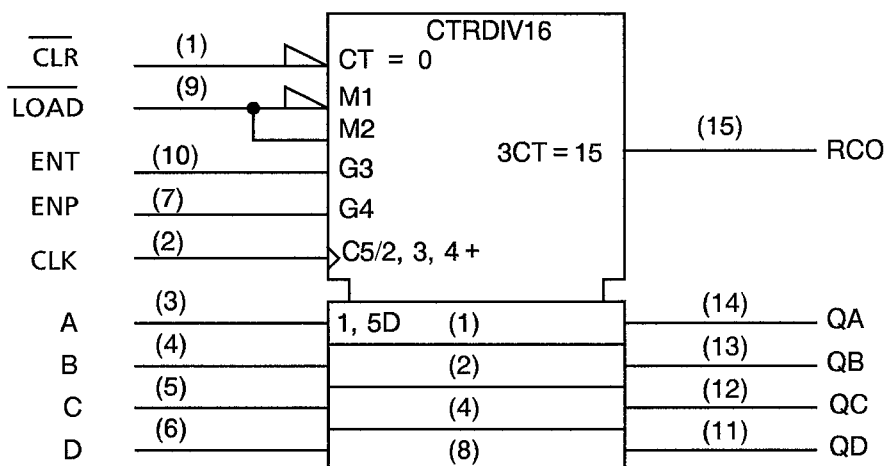 CTRDIV16
CLR (1) CT = 0
LOAD (9) M1
M2
ENT (10) G3 3CT = 15 (15) RCO
ENP (7) G4
CLK (2) C5/2, 3, 4 +
A (3) 1, 5D (1) (14) QA
B (4) (2) (13) QB
C (5) (4) (12) QC
D (6) (8) (11) QD